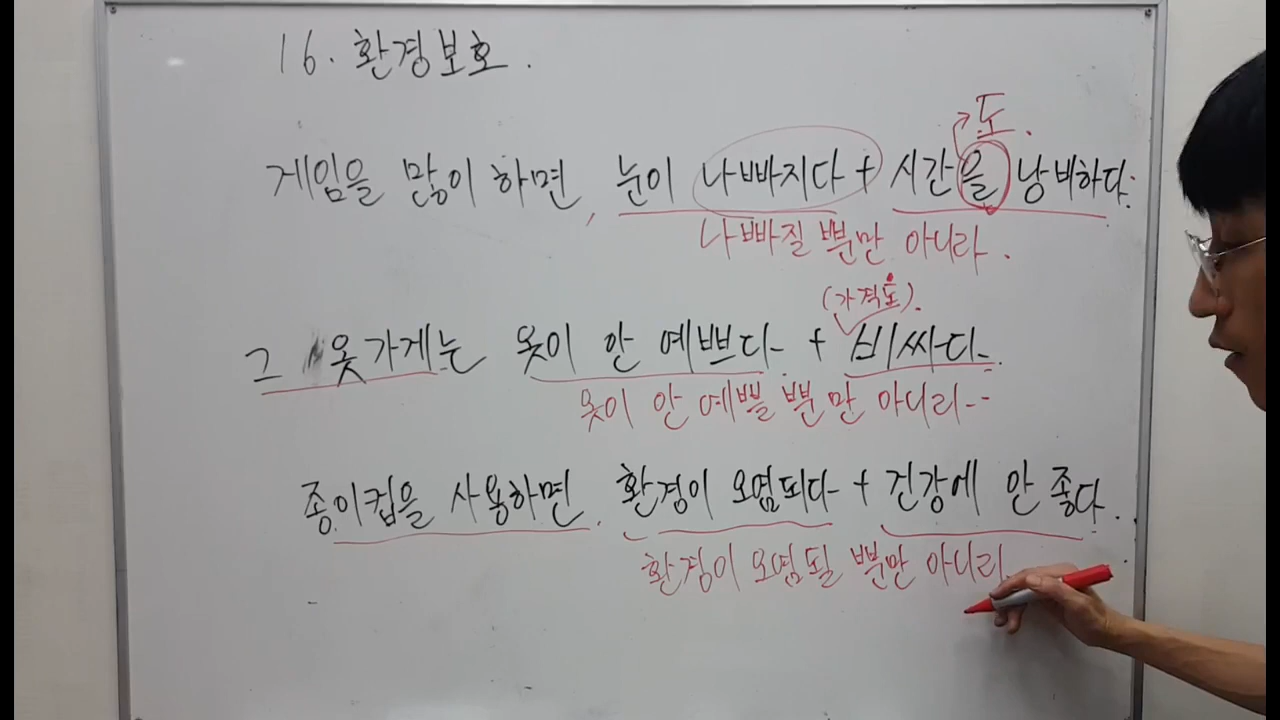 16. 환경보호.
도.
게임을 많이 하면, 눈이 나빠지다 + 시간을 낭비하다.
나빠질 뿐만 아니라.
(가격도).
그 옷가게는 옷이 안 예쁘다. + 비싸다.
옷이 안 예쁠 뿐만 아니라
종이컵을 사용하면, 환경이 오염되다 + 건강에 안 좋다.
환경이 오염될 뿐만 아니라